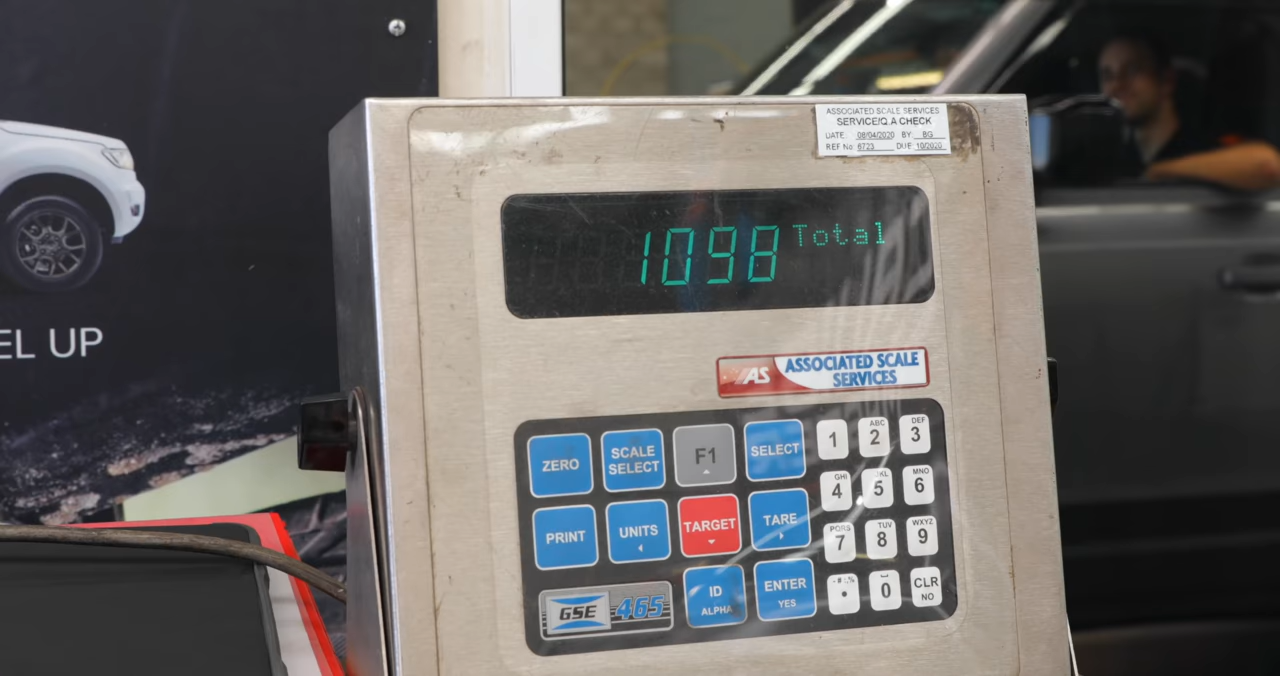 ASSOCIATED SCALE SERVICES
SERVICE/Q.A CHECK
DATE: 08/04/2020 BY: BG
REF No: 6723 DUE: 10/2020
1098 Total
EL UP
AS ASSOCIATED SCALE
SERVICES
ZERO
SCALE
SELECT
F1
SELECT
1
ABC
2
DEF
3
GHI
4
JKL
5
MNO
6
PRINT
UNITS
TARGET
TARE
PQRS
7
TUV
8
WXYZ
9
GSE 465
ID
ALPHA
ENTER
YES
0
CLR
NO